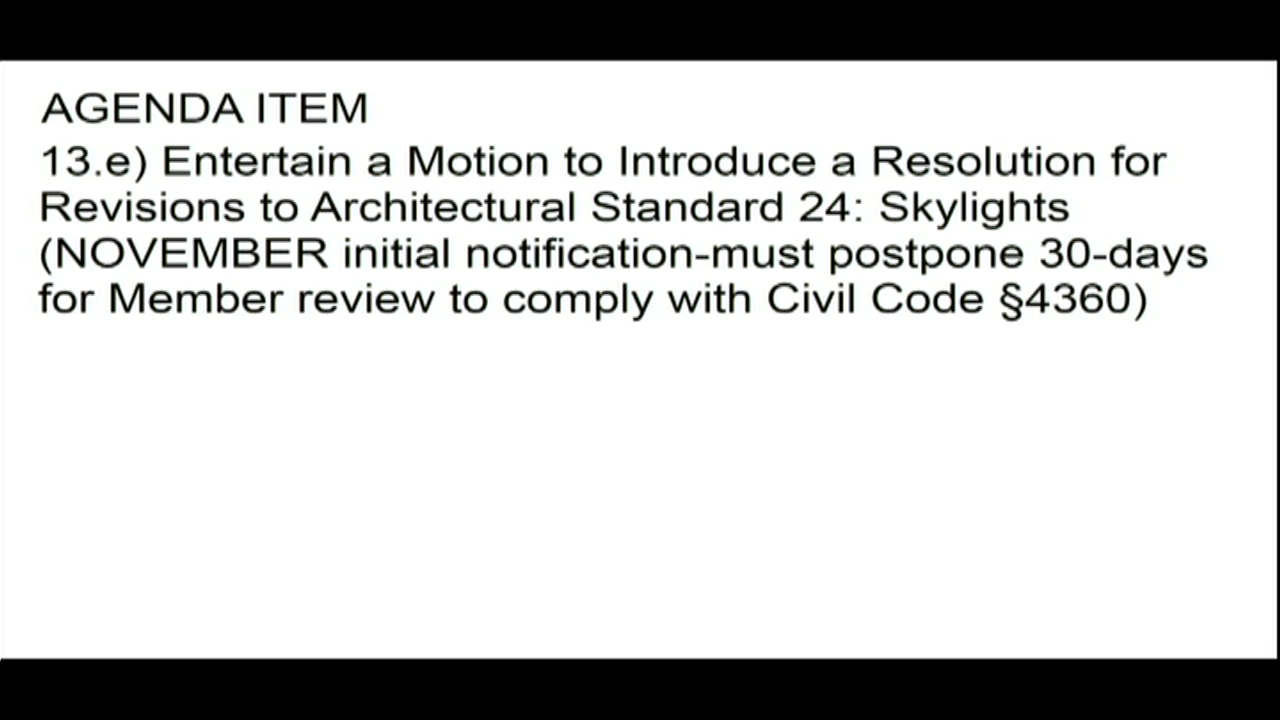 AGENDA ITEM
13.e) Entertain a Motion to Introduce a Resolution for
Revisions to Architectural Standard 24: Skylights
(NOVEMBER initial notification-must postpone 30-days
for Member review to comply with Civil Code §4360)